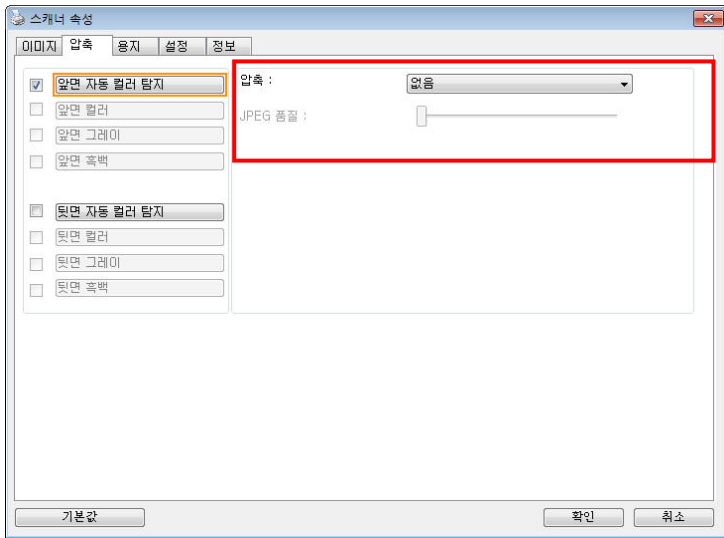 스캐너 속성
이미지 압축 용지 설정 정보
앞면 자동 컬러 탐지
앞면 컬러
앞면 그레이
앞면 흑백
뒷면 자동 컬러 탐지
뒷면 컬러
뒷면 그레이
뒷면 흑백
압축 : 없음
JPEG 품질 :
기본값 확인 취소